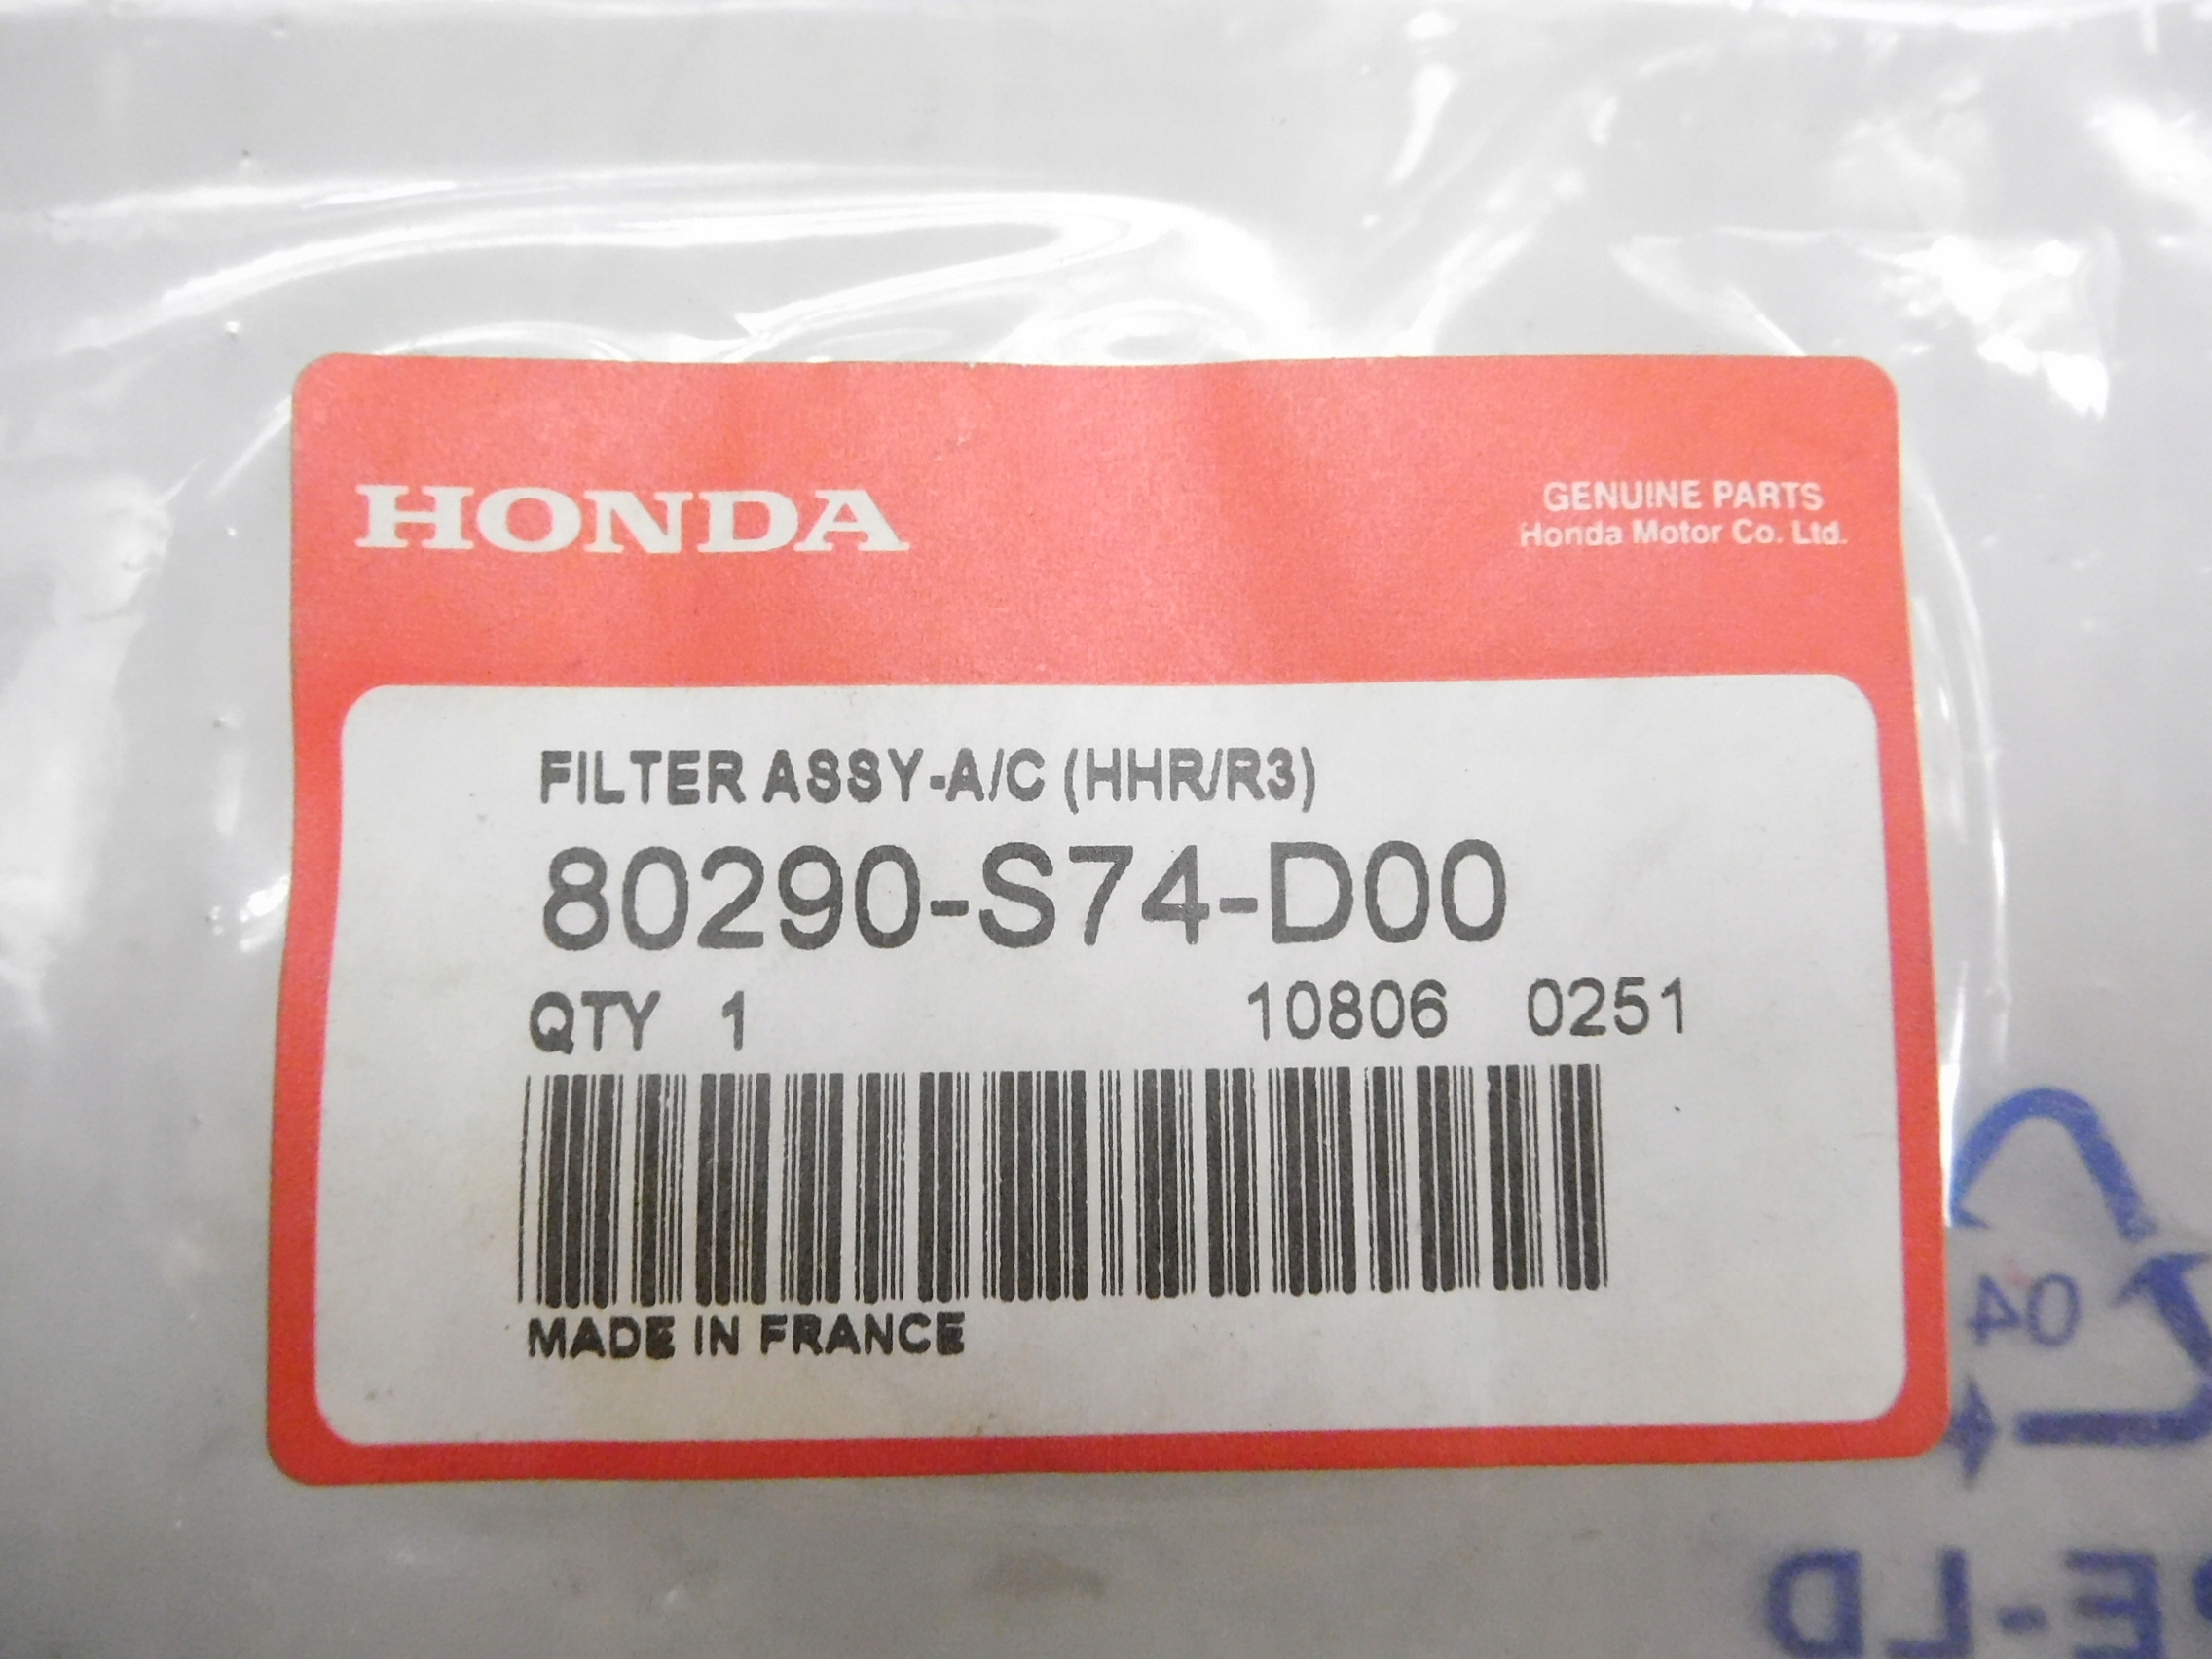 HONDA
GENUINE PARTS
Honda Motor Co. Ltd.
FILTER ASSY-A/C (HHR/R3)
80290-S74-D00
QTY 1 10806 0251
MADE IN FRANCE
04
PE-LD